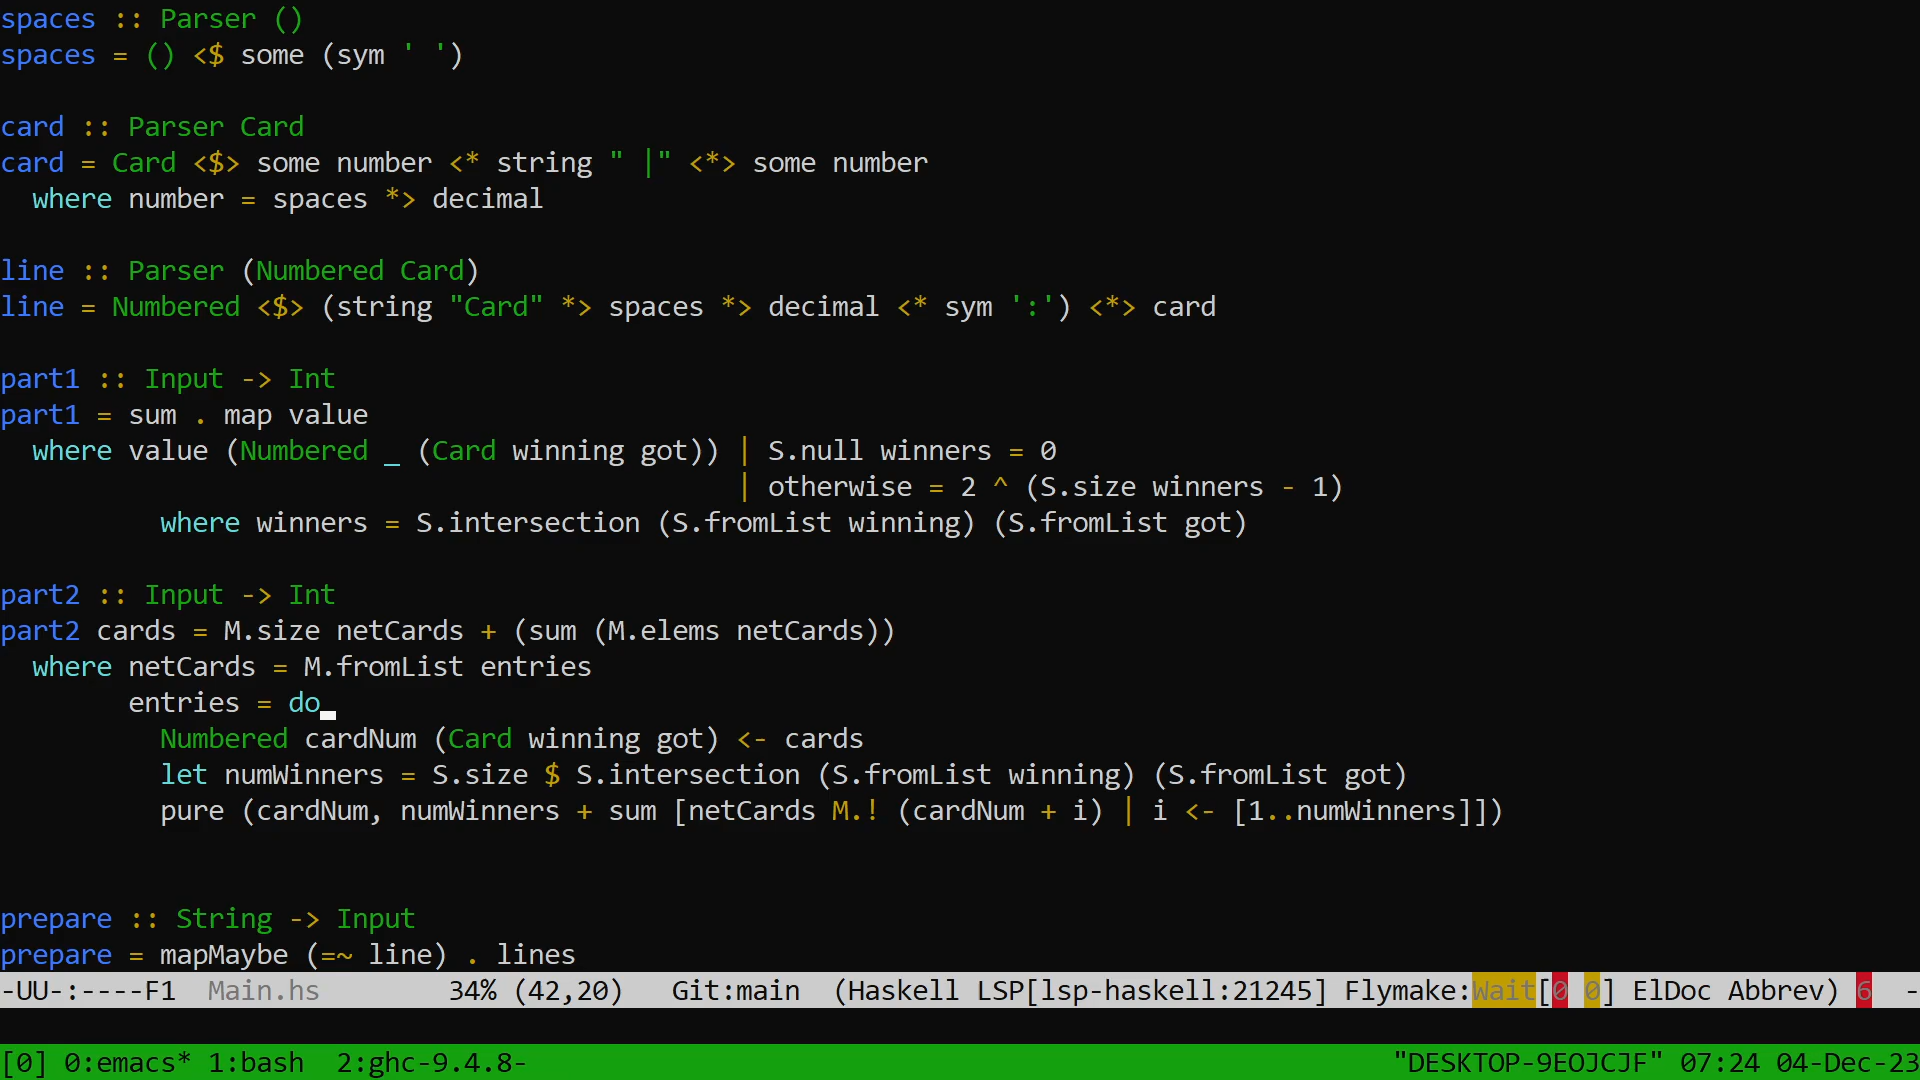 spaces :: Parser ()
spaces = () <$ some (sym ' ')
card :: Parser Card
card = Card <$> some number <* string " |" <*> some number
  where number = spaces *> decimal
line :: Parser (Numbered Card)
line = Numbered <$> (string "Card" *> spaces *> decimal <* sym ':') <*> card
part1 :: Input -> Int
part1 = sum . map value
  where value (Numbered _ (Card winning got)) | S.null winners = 0
                                              | otherwise = 2 ^ (S.size winners - 1)
          where winners = S.intersection (S.fromList winning) (S.fromList got)
part2 :: Input -> Int
part2 cards = M.size netCards + (sum (M.elems netCards))
  where netCards = M.fromList entries
        entries = do
          Numbered cardNum (Card winning got) <- cards
          let numWinners = S.size $ S.intersection (S.fromList winning) (S.fromList got)
          pure (cardNum, numWinners + sum [netCards M.! (cardNum + i) | i <- [1..numWinners]])
prepare :: String -> Input
prepare = mapMaybe (=~ line) . lines
-UU-:----F1  Main.hs        34% (42,20)   Git:main  (Haskell LSP[lsp-haskell:21245] Flymake:Wait[0 0] ElDoc Abbrev) 6  -
[0] 0:emacs* 1:bash  2:ghc-9.4.8- "DESKTOP-9EOJCJF" 07:24 04-Dec-23